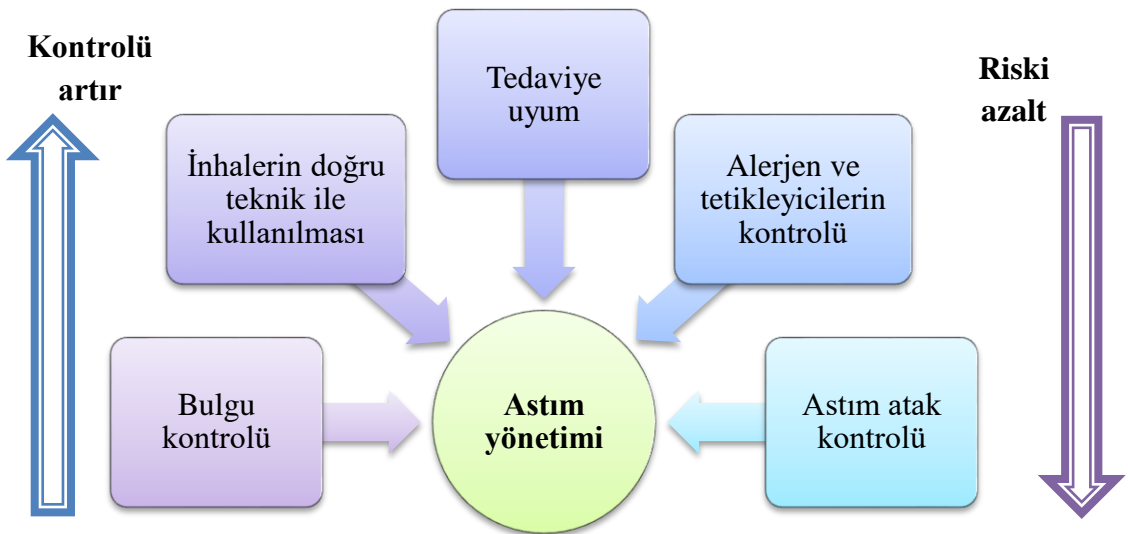 Kontrolü
artır
Tedaviye
uyum
Riski
azalt
İnhalerin doğru
teknik ile
kullanılması
Alerjen ve
tetikleyicilerin
kontrolü
Bulgu
kontrolü
Astım
yönetimi
Astım atak
kontrolü